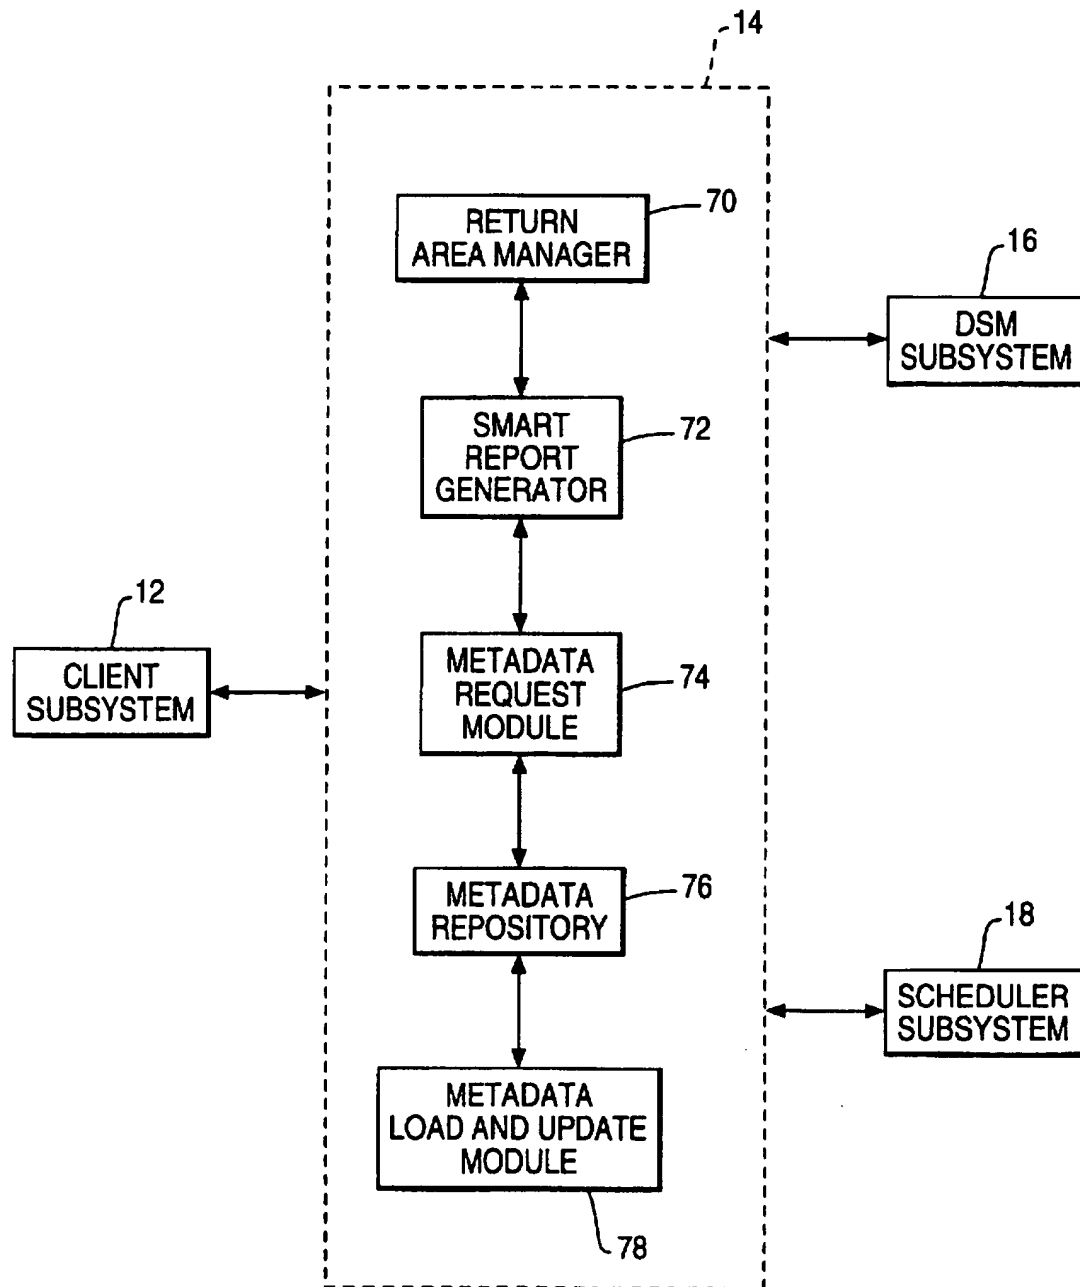 14
RETURN
AREA MANAGER
70
16
DSM
SUBSYSTEM
SMART
REPORT
GENERATOR
72
12
CLIENT
SUBSYSTEM
METADATA
REQUEST
MODULE
74
METADATA
REPOSITORY
76
18
SCHEDULER
SUBSYSTEM
METADATA
LOAD AND UPDATE
MODULE
78